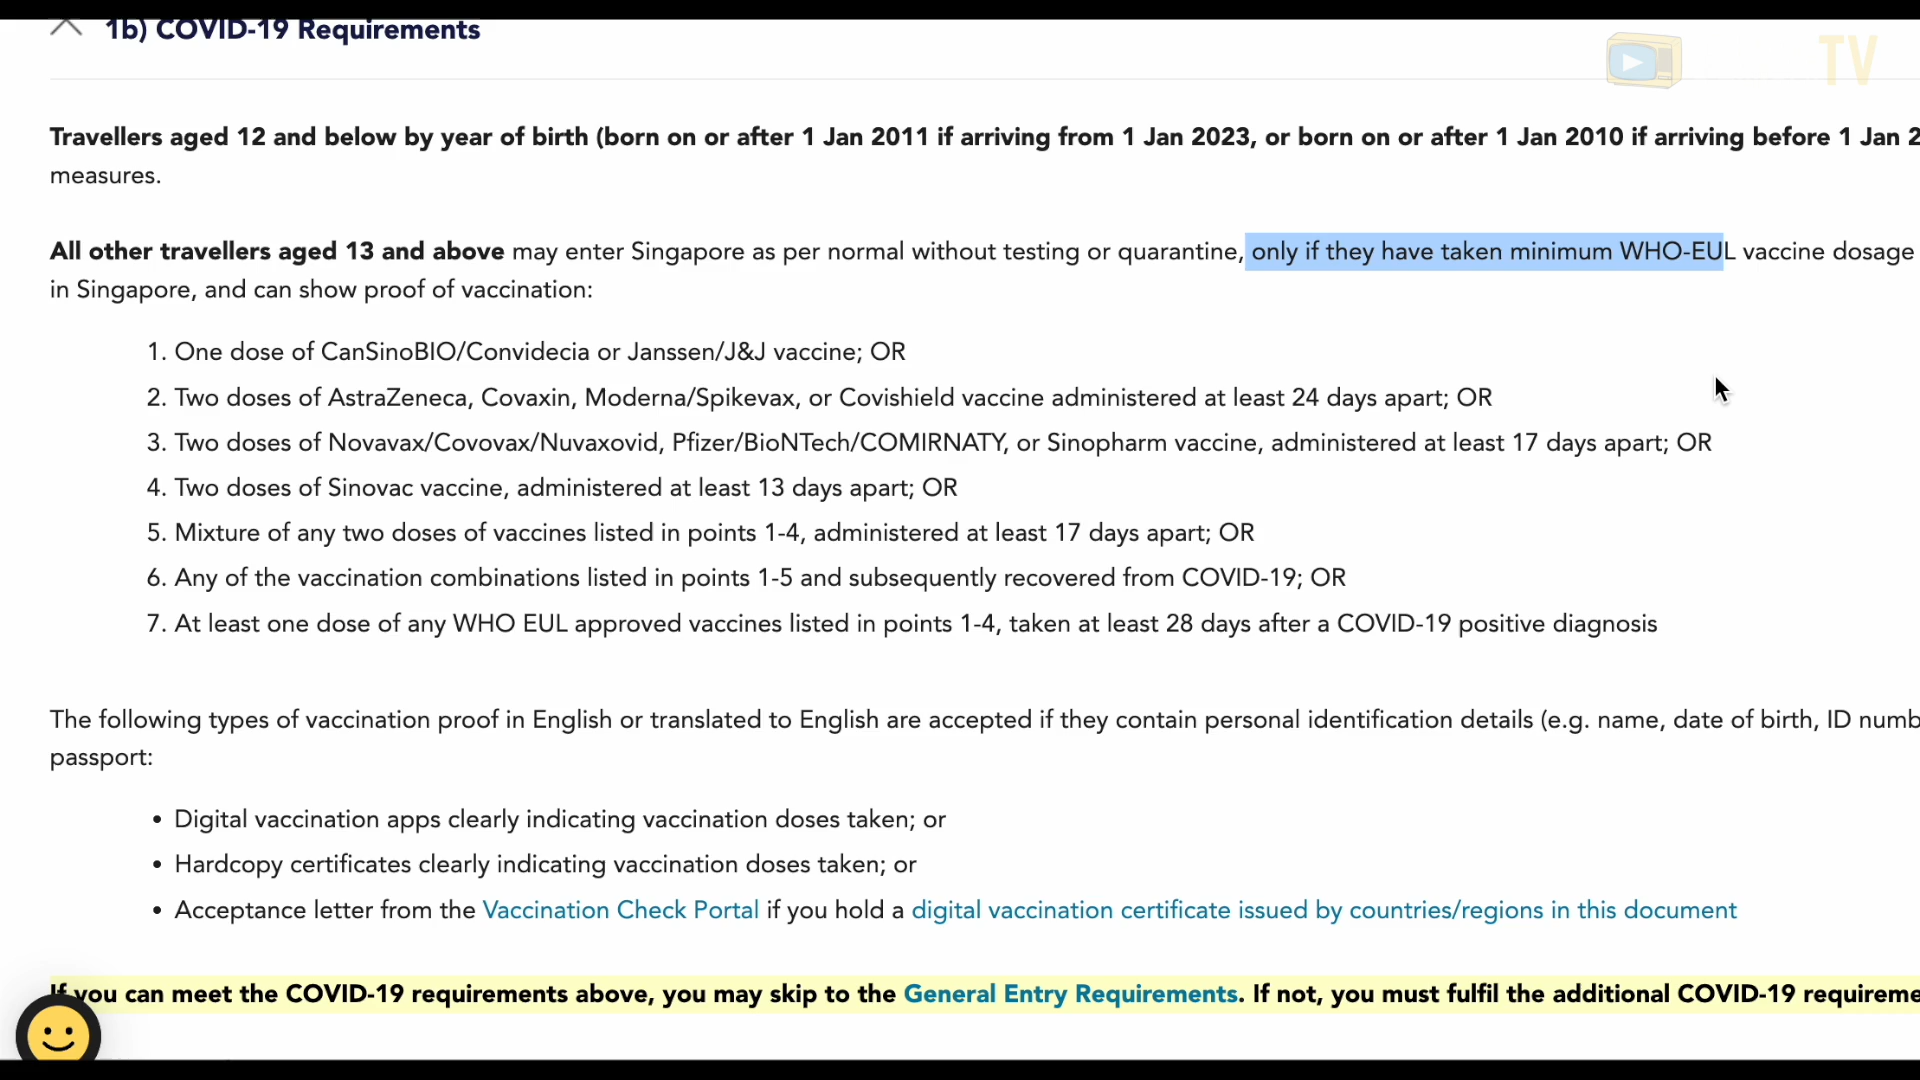 1b) COVID-19 Requirements
TV
Travellers aged 12 and below by year of birth (born on or after 1 Jan 2011 if arriving from 1 Jan 2023, or born on or after 1 Jan 2010 if arriving before 1 Jan 2
measures.
All other travellers aged 13 and above may enter Singapore as per normal without testing or quarantine, only if they have taken minimum WHO-EUL vaccine dosage
in Singapore, and can show proof of vaccination:
1. One dose of CanSinoBIO/Convidecia or Janssen/J&J vaccine; OR
2. Two doses of AstraZeneca, Covaxin, Moderna/Spikevax, or Covishield vaccine administered at least 24 days apart; OR
3. Two doses of Novavax/Covovax/Nuvaxovid, Pfizer/BioNTech/COMIRNATY, or Sinopharm vaccine, administered at least 17 days apart; OR
4. Two doses of Sinovac vaccine, administered at least 13 days apart; OR
5. Mixture of any two doses of vaccines listed in points 1-4, administered at least 17 days apart; OR
6. Any of the vaccination combinations listed in points 1-5 and subsequently recovered from COVID-19; OR
7. At least one dose of any WHO EUL approved vaccines listed in points 1-4, taken at least 28 days after a COVID-19 positive diagnosis
The following types of vaccination proof in English or translated to English are accepted if they contain personal identification details (e.g. name, date of birth, ID numb
passport:
• Digital vaccination apps clearly indicating vaccination doses taken; or
• Hardcopy certificates clearly indicating vaccination doses taken; or
• Acceptance letter from the Vaccination Check Portal if you hold a digital vaccination certificate issued by countries/regions in this document
If you can meet the COVID-19 requirements above, you may skip to the General Entry Requirements. If not, you must fulfil the additional COVID-19 requireme